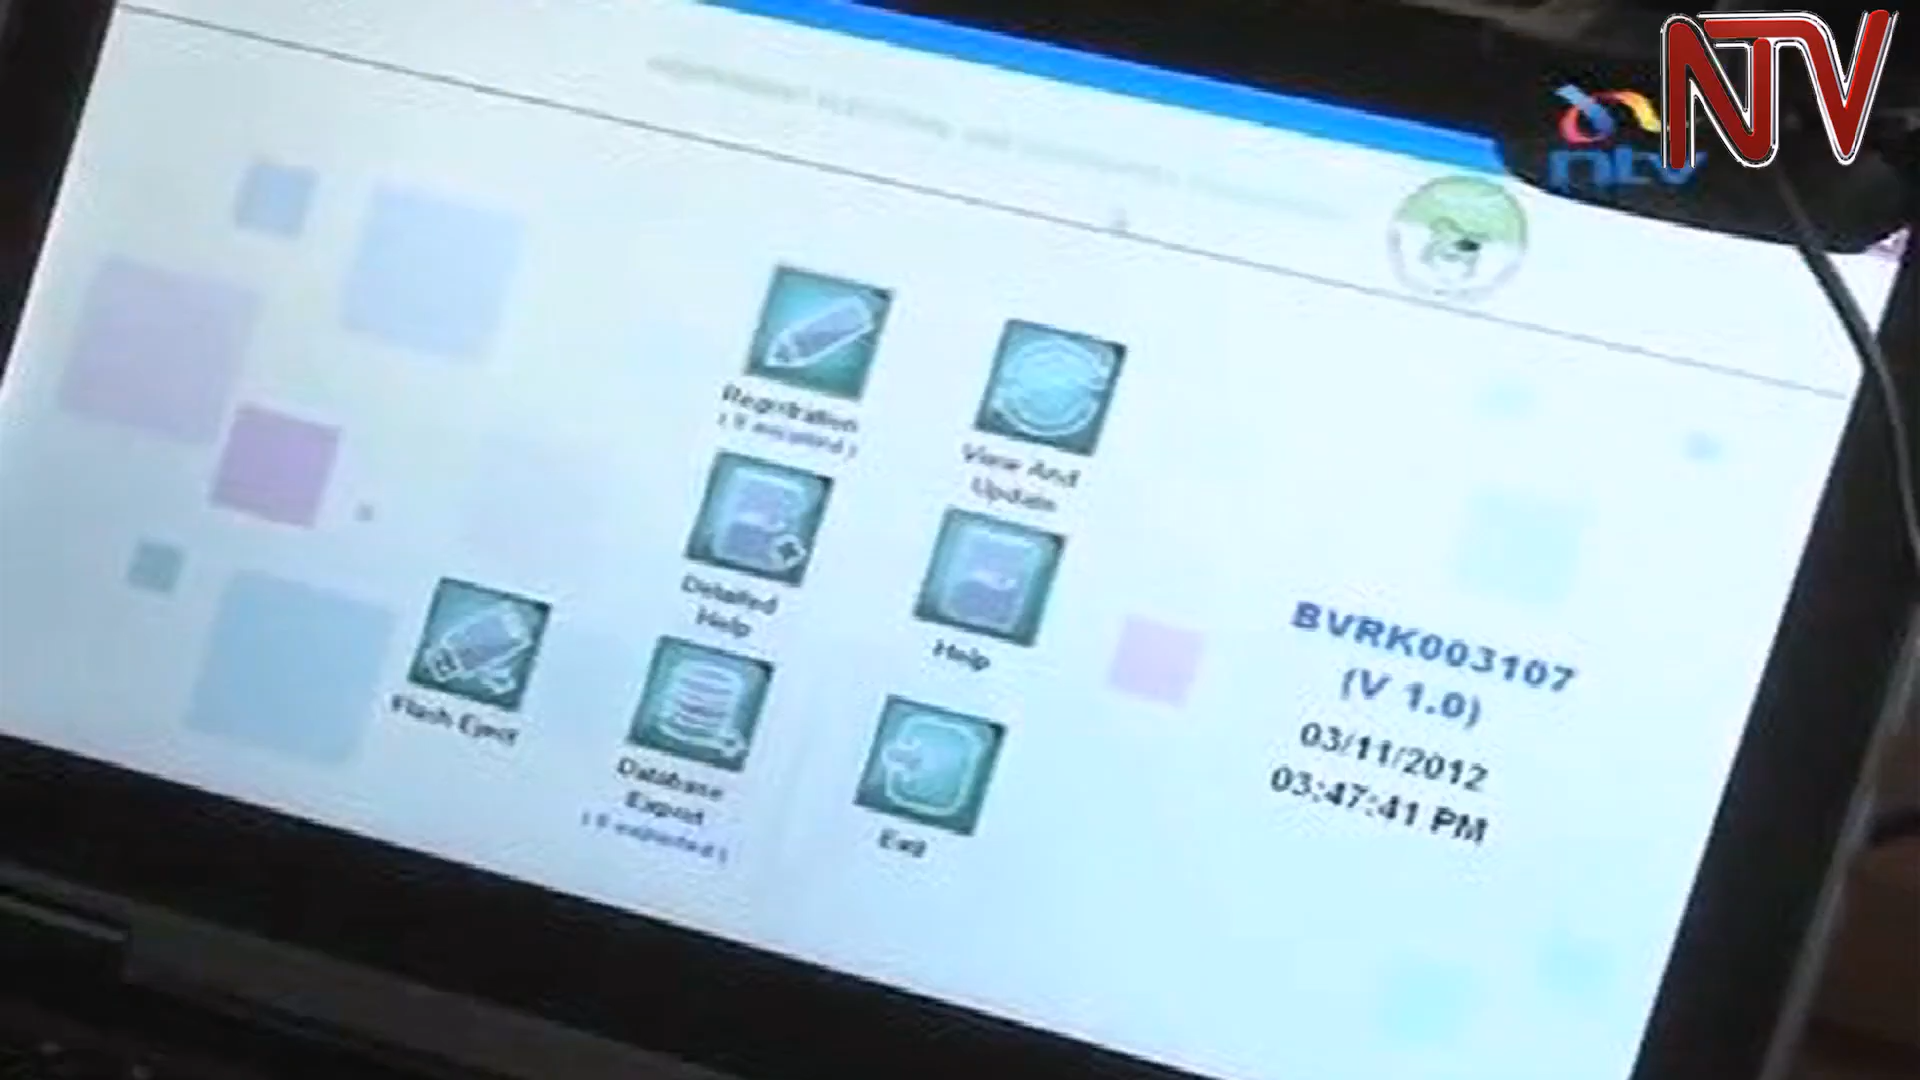 NTV
ntv
Registration
View And
Update
Detailed
Help
Help
Flash Eject
Database
Export
Exit
BVRK003107
(V 1.0)
03/11/2012
03:47:41 PM